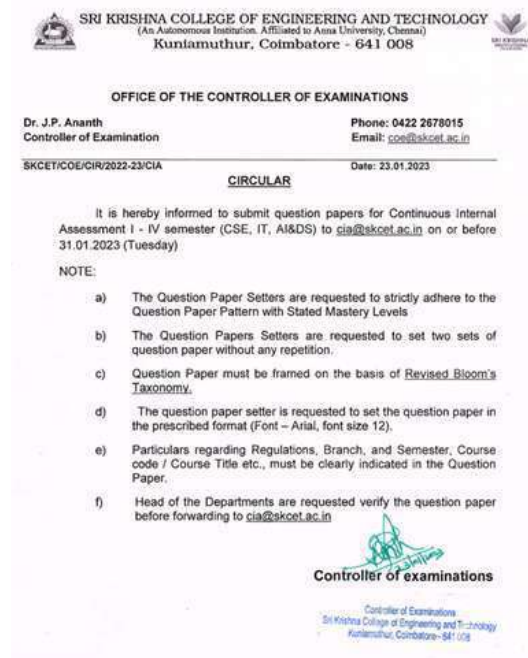 SRI KRISHNA COLLEGE OF ENGINEERING AND TECHNOLOGY
(An Autonomous Institution. Affiliated to Anna University, Chennai)
Kuniamuthur, Coimbatore - 641 008
OFFICE OF THE CONTROLLER OF EXAMINATIONS
Dr. J.P. Ananth Phone: 0422 2678015
Controller of Examination Email: coe@skcet.ac.in
SKCET/COE/CIR/2022-23/CIA Date: 23.01.2023
CIRCULAR
It is hereby informed to submit question papers for Continuous Internal
Assessment I - IV semester (CSE, IT, AI&DS) to cia@skcet.ac.in on or before
31.01.2023 (Tuesday)
NOTE:
a) The Question Paper Setters are requested to strictly adhere to the
Question Paper Pattern with Stated Mastery Levels
b) The Question Papers Setters are requested to set two sets of
question paper without any repetition.
c) Question Paper must be framed on the basis of Revised Bloom's
Taxonomy.
d) The question paper setter is requested to set the question paper in
the prescribed format (Font – Arial, font size 12).
e) Particulars regarding Regulations, Branch, and Semester, Course
code / Course Title etc., must be clearly indicated in the Question
Paper.
f) Head of the Departments are requested verify the question paper
before forwarding to cia@skcet.ac.in
Controller of examinations
Controller of Examinations
Sri Krishna College of Engineering and Technology
Kuniamuthur, Coimbatore - 641 008